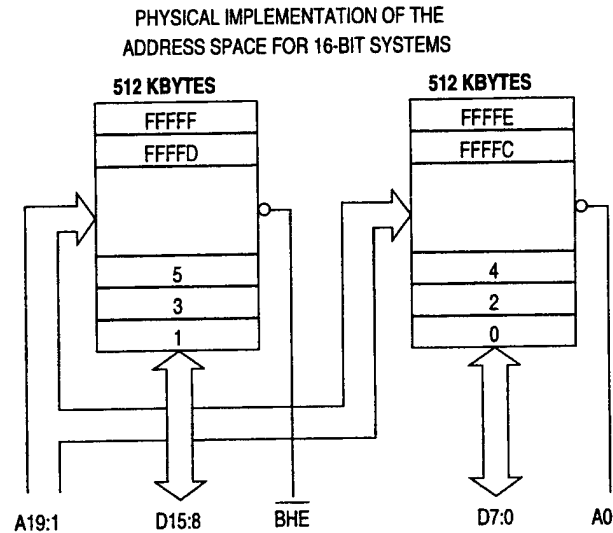 PHYSICAL IMPLEMENTATION OF THE
ADDRESS SPACE FOR 16-BIT SYSTEMS
512 KBYTES
FFFFF
FFFFD
5
3
1
512 KBYTES
FFFFE
FFFFC
4
2
0
A19:1
D15:8
BHE
D7:0
A0